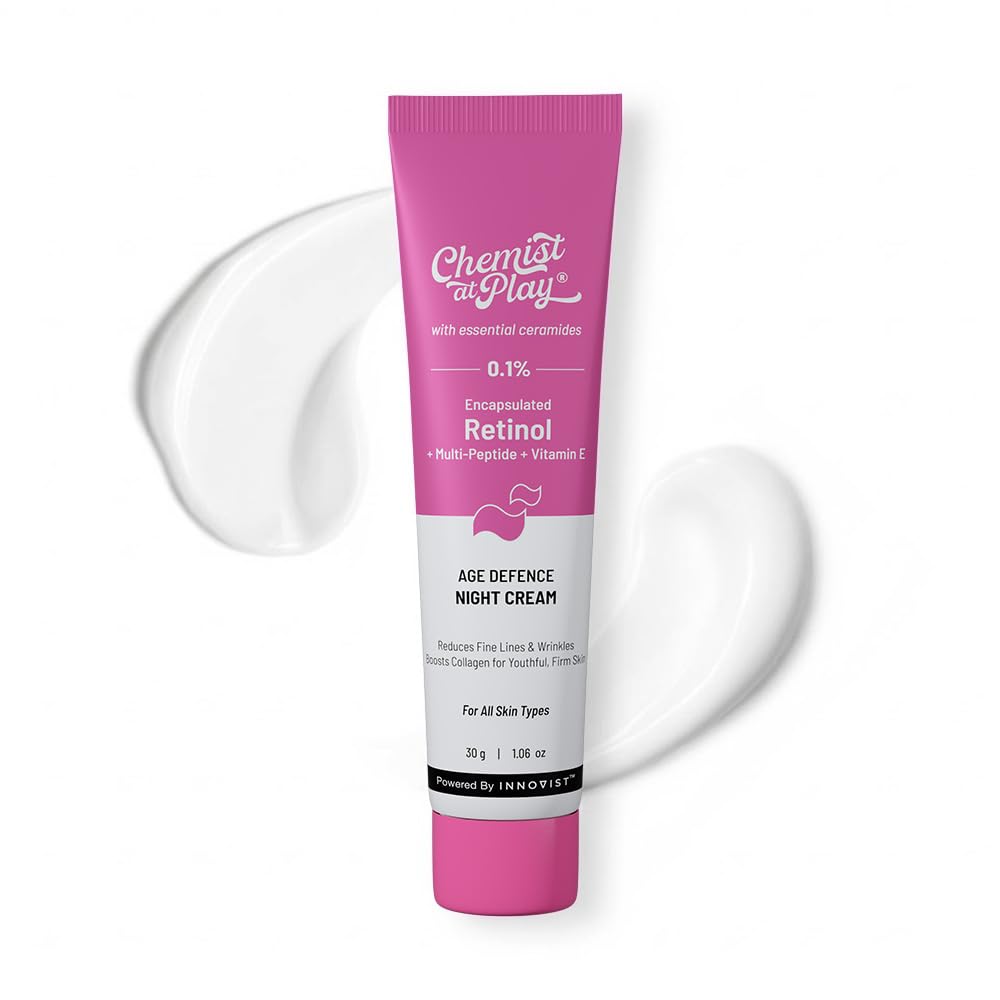 Chemist
at Play®
with essential ceramides
0.1%
Encapsulated
Retinol
+ Multi-Peptide + Vitamin E
AGE DEFENCE
NIGHT CREAM
Reduces Fine Lines & Wrinkles
Boosts Collagen for Youthful, Firm Skin
For All Skin Types
30 g | 1.06 oz
Powered By INNOVIST™